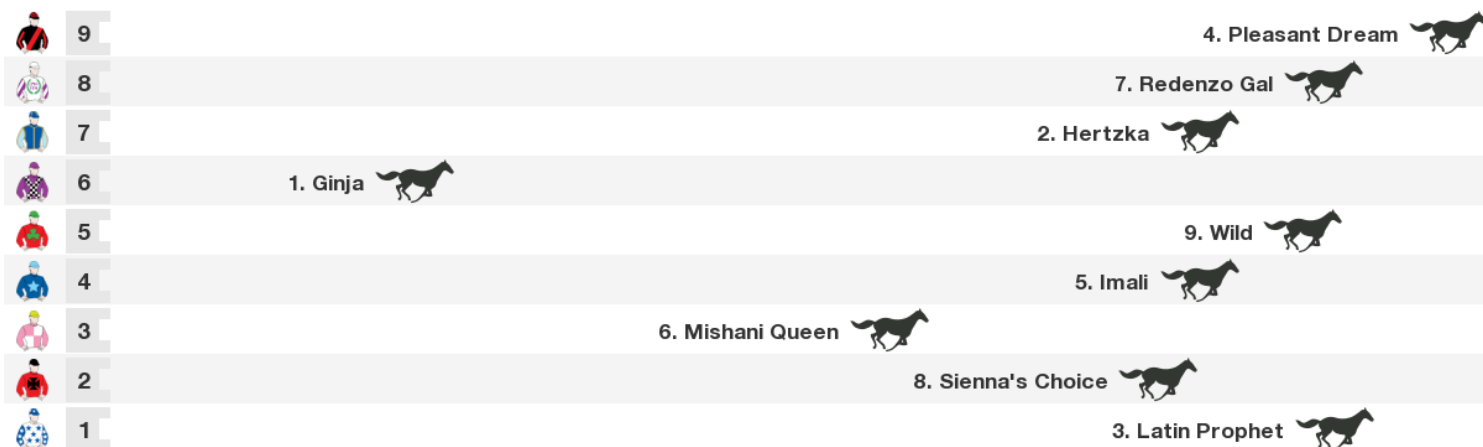 9 4. Pleasant Dream
8 7. Redenzo Gal
7 2. Hertzka
6 1. Ginja
5 9. Wild
4 5. Imali
3 6. Mishani Queen
2 8. Sienna's Choice
1 3. Latin Prophet